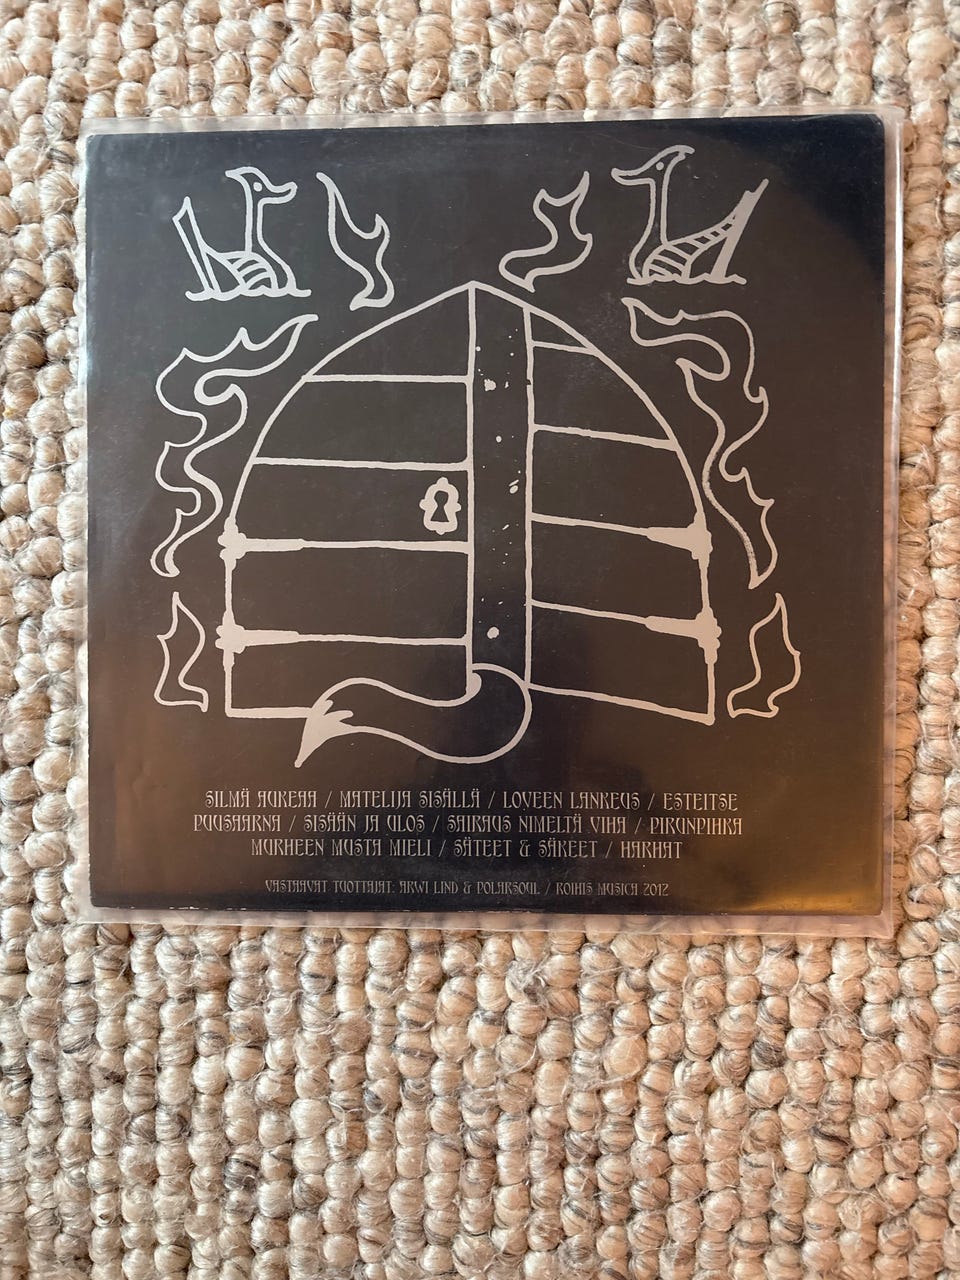 SILMÄ AUKEAA / MATELIJA SISÄLLÄ / LOVEEN LANKEUS / ESTEITSE
PUUSAARNA / SISÄÄN JA ULOS / SAIRAUS NIMELTÄ VIHA / PIRUNPIHKA
MURHEEN MUSTA MIELI / SÄTEET & SÄKEET / HARHAT
VASTAAVAT TUOTTAJAT: ARWI LIND & POLARSOUL / ROIHIS MUSICA 2012